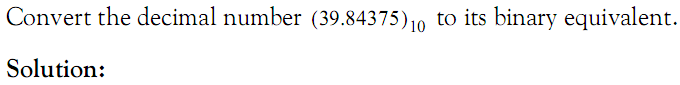 Convert the decimal number (39.84375)₁₀ to its binary equivalent.
Solution: